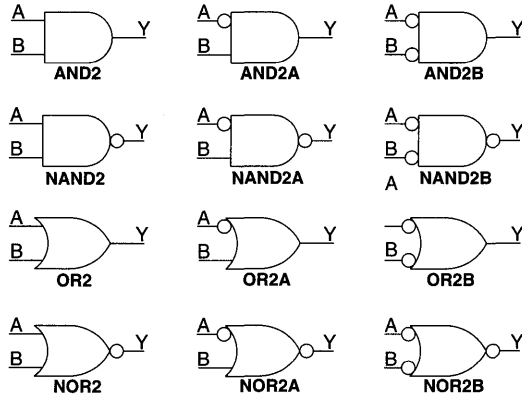 A Y A Y A Y
B B B
AND2 AND2A AND2B
A Y A Y A Y
B B B
NAND2 NAND2A NAND2B
A
A Y A Y Y
B B B
OR2 OR2A OR2B
A Y A Y A Y
B B B
NOR2 NOR2A NOR2B